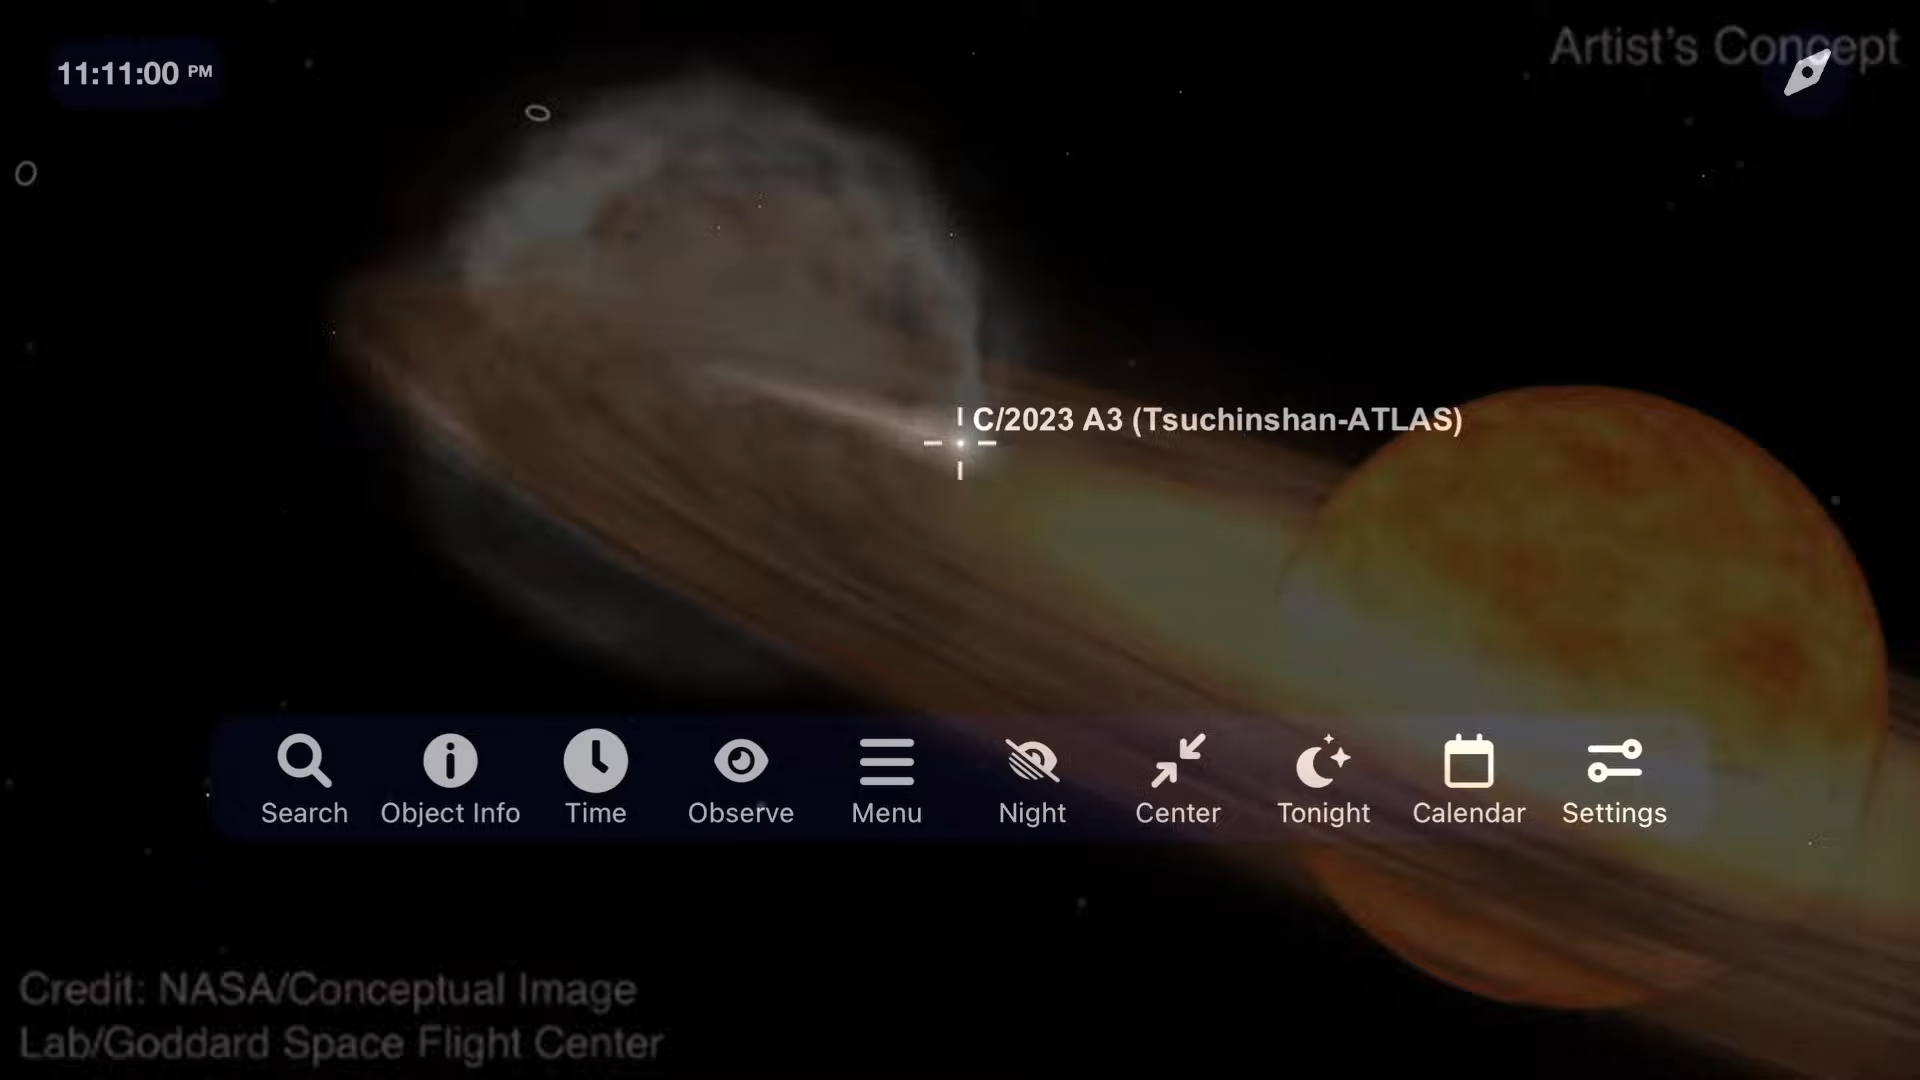 Artist's Concept
11:11:00 PM
C/2023 A3 (Tsuchinshan-ATLAS)
Search
Object Info
Time
Observe
Menu
Night
Center
Tonight
Calendar
Settings
Credit: NASA/Conceptual Image
Lab/Goddard Space Flight Center